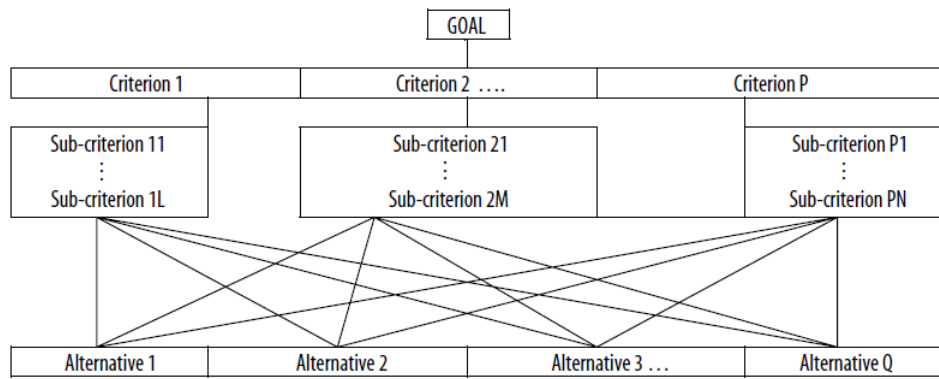 GOAL
Criterion 1 Criterion 2 …. Criterion P
Sub-criterion 11 Sub-criterion 21 Sub-criterion P1
⋮ ⋮ ⋮
Sub-criterion 1L Sub-criterion 2M Sub-criterion PN
Alternative 1 Alternative 2 Alternative 3 … Alternative Q